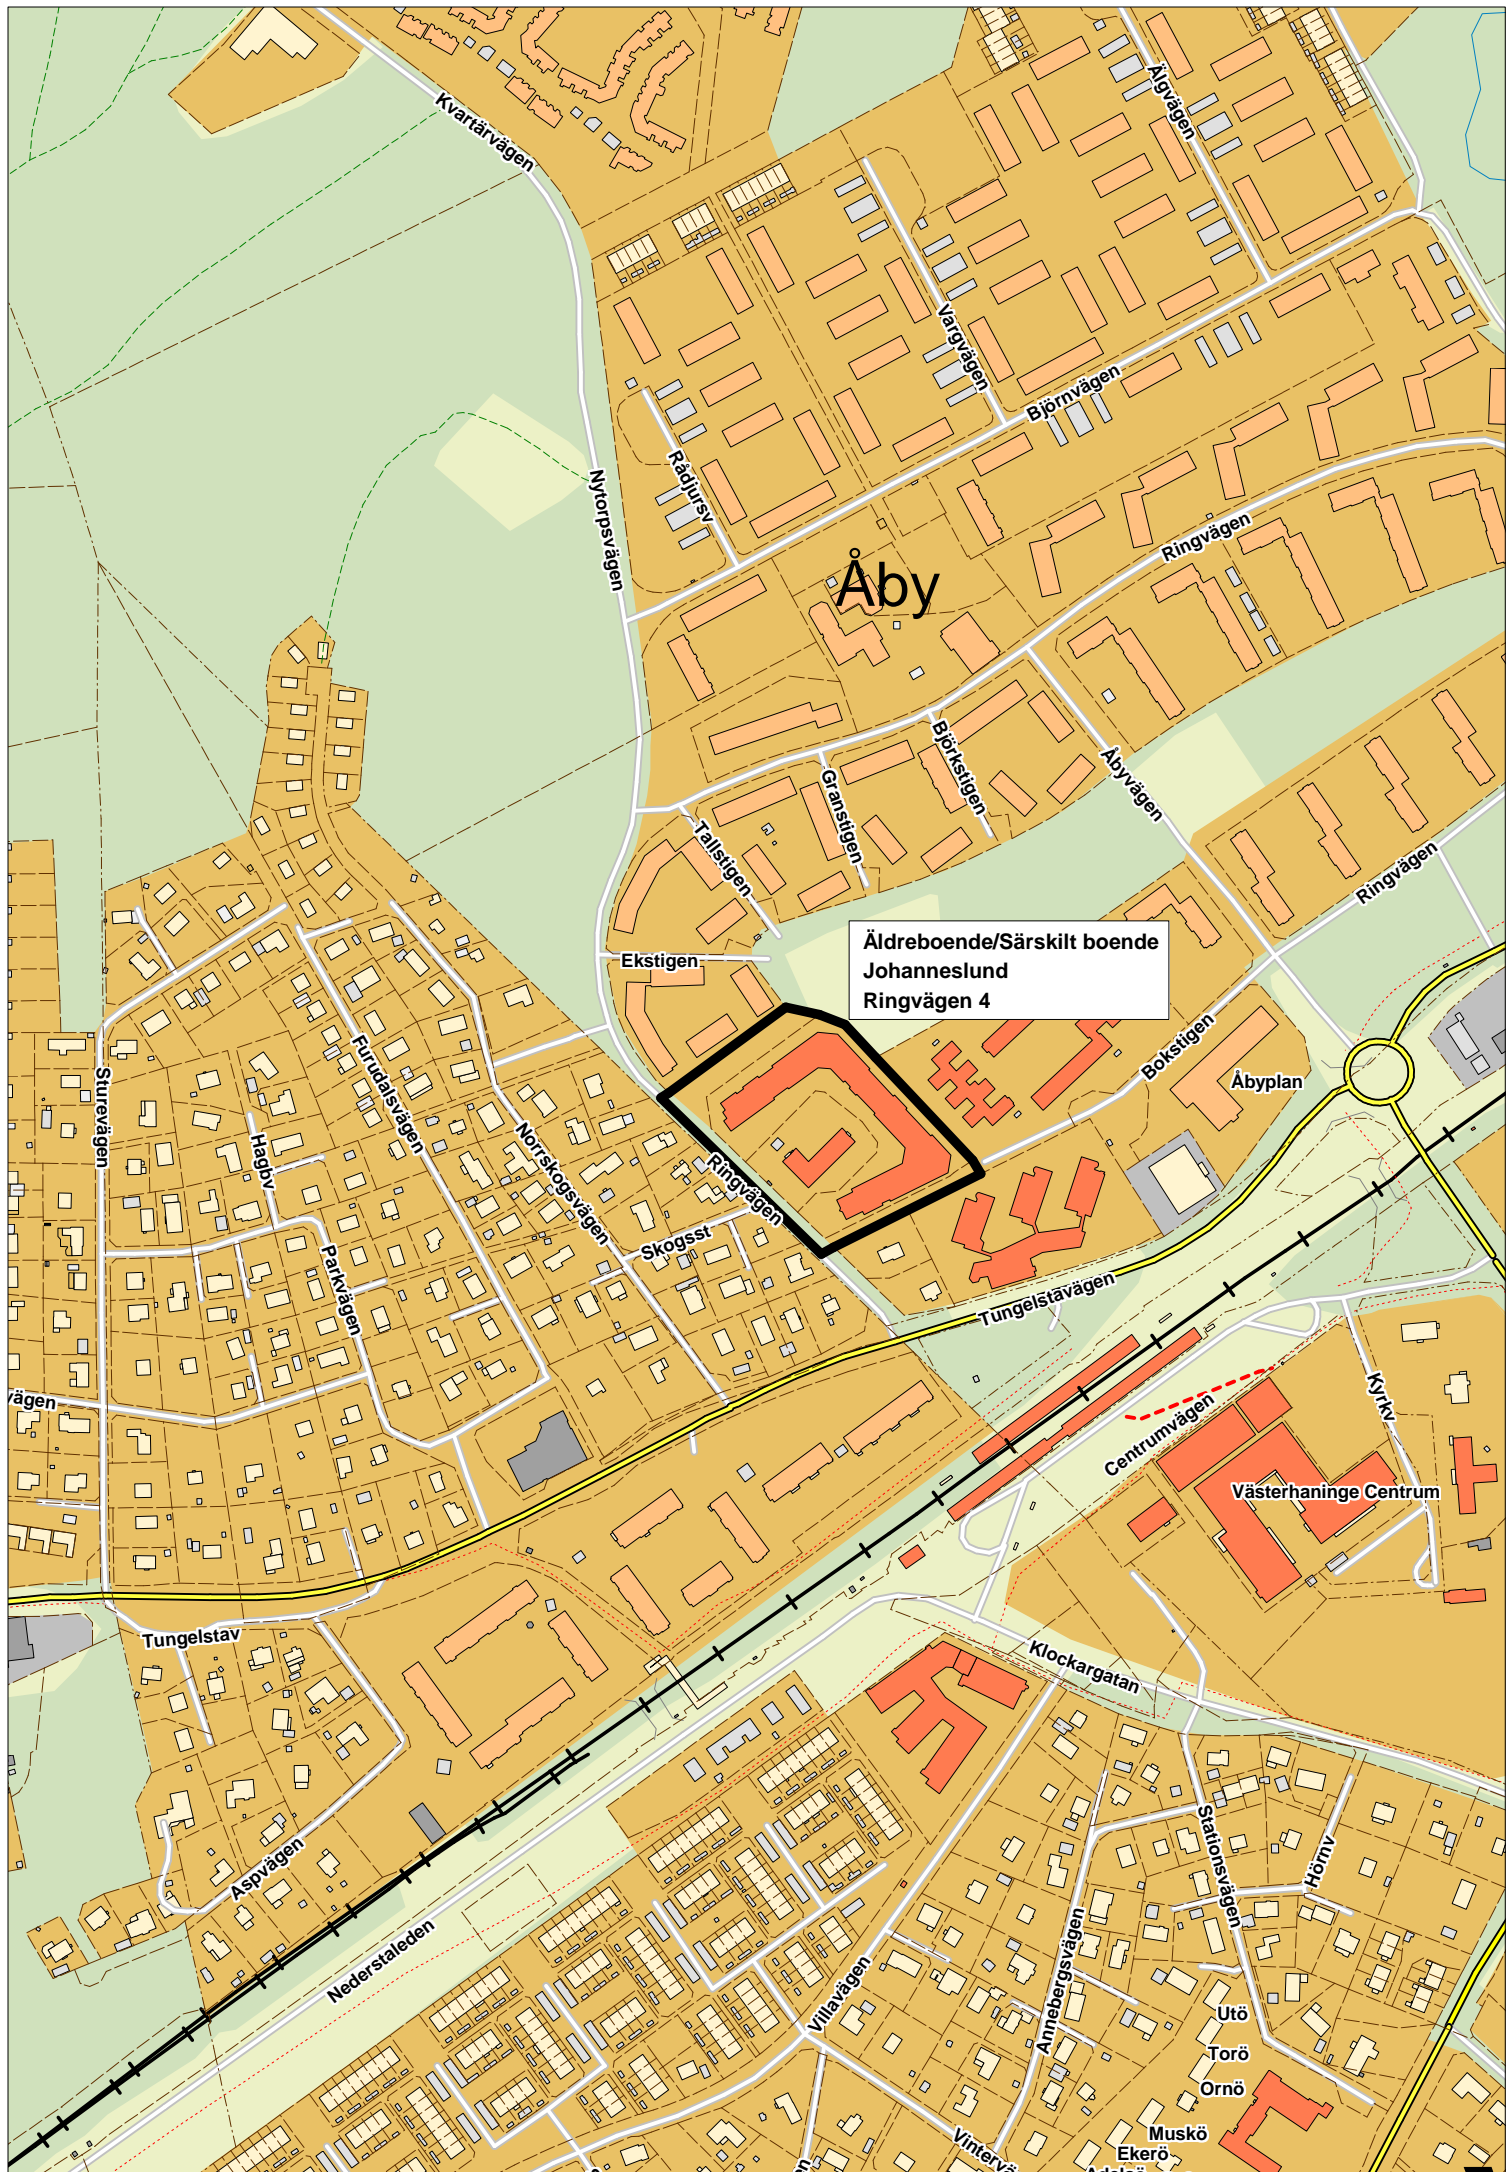 Kvartärvägen
Älgvägen
Vargvägen
Björnvägen
Rådjursv
Nytorpsvägen
Ringvägen
Åby
Björkstigen
Åbyvägen
Granstigen
Tallstigen
Ringvägen
Ekstigen
Äldreboende/Särskilt boende
Johanneslund
Ringvägen 4
Bokstigen
Åbyplan
Sturevägen
Furudalsvägen
Hagbv
Norrskogsvägen
Ringvägen
Skogsst
Parkvägen
Tungelstavägen
vägen
Kyrkv
Centrumvägen
Västerhaninge Centrum
Tungelstav
Klockargatan
Aspvägen
Stationsvägen
Hörnv
Nederstaleden
Villavägen
Annebergsvägen
Utö
Torö
Ornö
Muskö
Ekerö